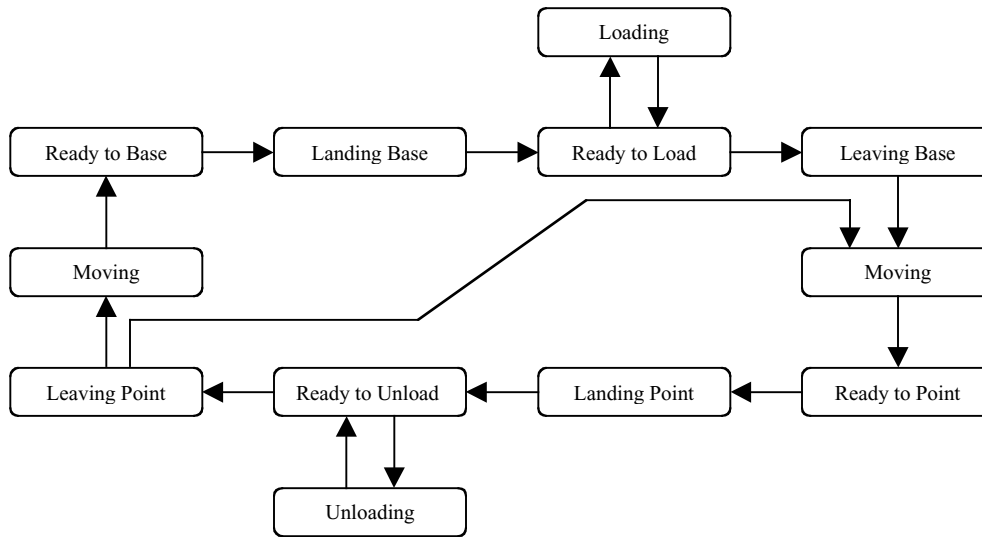 Loading
Ready to Base
Landing Base
Ready to Load
Leaving Base
Moving
Moving
Leaving Point
Ready to Unload
Landing Point
Ready to Point
Unloading